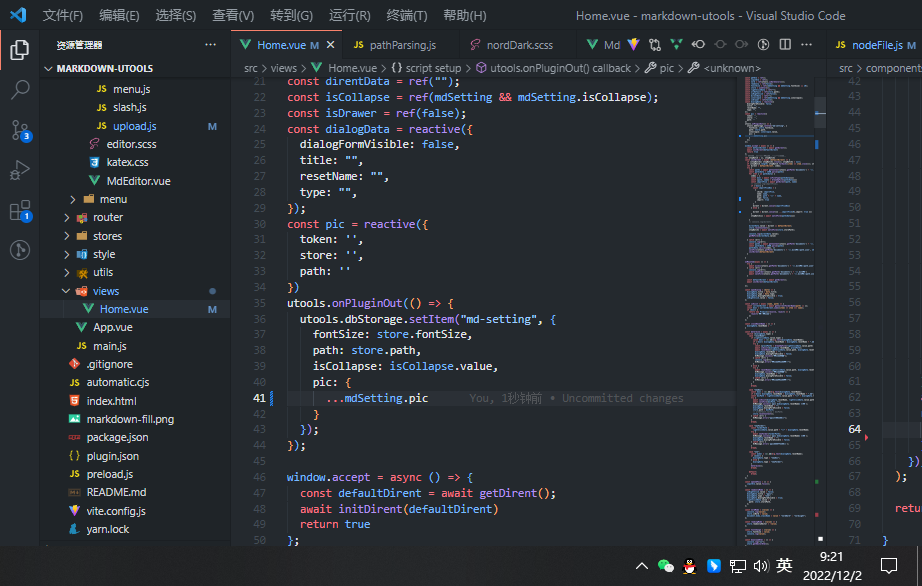 文件(F) 编辑(E) 选择(S) 查看(V) 转到(G) 运行(R) 终端(T) 帮助(H) Home.vue - markdown-utools - Visual Studio Code
资源管理器 ···
MARKDOWN-UTOOLS
JS menu.js
JS slash.js
JS upload.js M
editor.scss
katex.css
MdEditor.vue
menu
router
stores
style
utils
views
Home.vue M
App.vue
JS main.js
.gitignore
automatic.cjs
index.html
markdown-fill.png
package.json
plugin.json
preload.js
README.md
vite.config.js
yarn.lock
3
1
Home.vue M JS pathParsing.js nordDark.scss Md ··· JS nodeFile.js M
src > views > Home.vue > {} script setup > utools.onPluginOut() callback > pic > <unknown> src > component
21 const direntData = ref("");
22 const isCollapse = ref(mdSetting && mdSetting.isCollapse);
23 const isDrawer = ref(false);
24 const dialogData = reactive({
25 dialogFormVisible: false,
26 title: "",
27 resetName: "",
28 type: "",
29 });
30 const pic = reactive({
31 token: '',
32 store: '',
33 path: ''
34 })
35 utools.onPluginOut(() => {
36 utools.dbStorage.setItem("md-setting", {
37 fontSize: store.fontSize,
38 path: store.path,
39 isCollapse: isCollapse.value,
40 pic: {
41 ...mdSetting.pic You, 1秒钟前 • Uncommitted changes
42 }
43 });
44 });
45
46 window.accept = async () => {
47 const defaultDirent = await getDirent();
48 await initDirent(defaultDirent)
49 return true
50 };
42
43
44
45
46
47
48
49
50
51
52
53
54
55
56
57
58
59
60
61
62
63
64
65
66 })
67 );
68
69 retu
70
71 }
英 9:21
2022/12/2